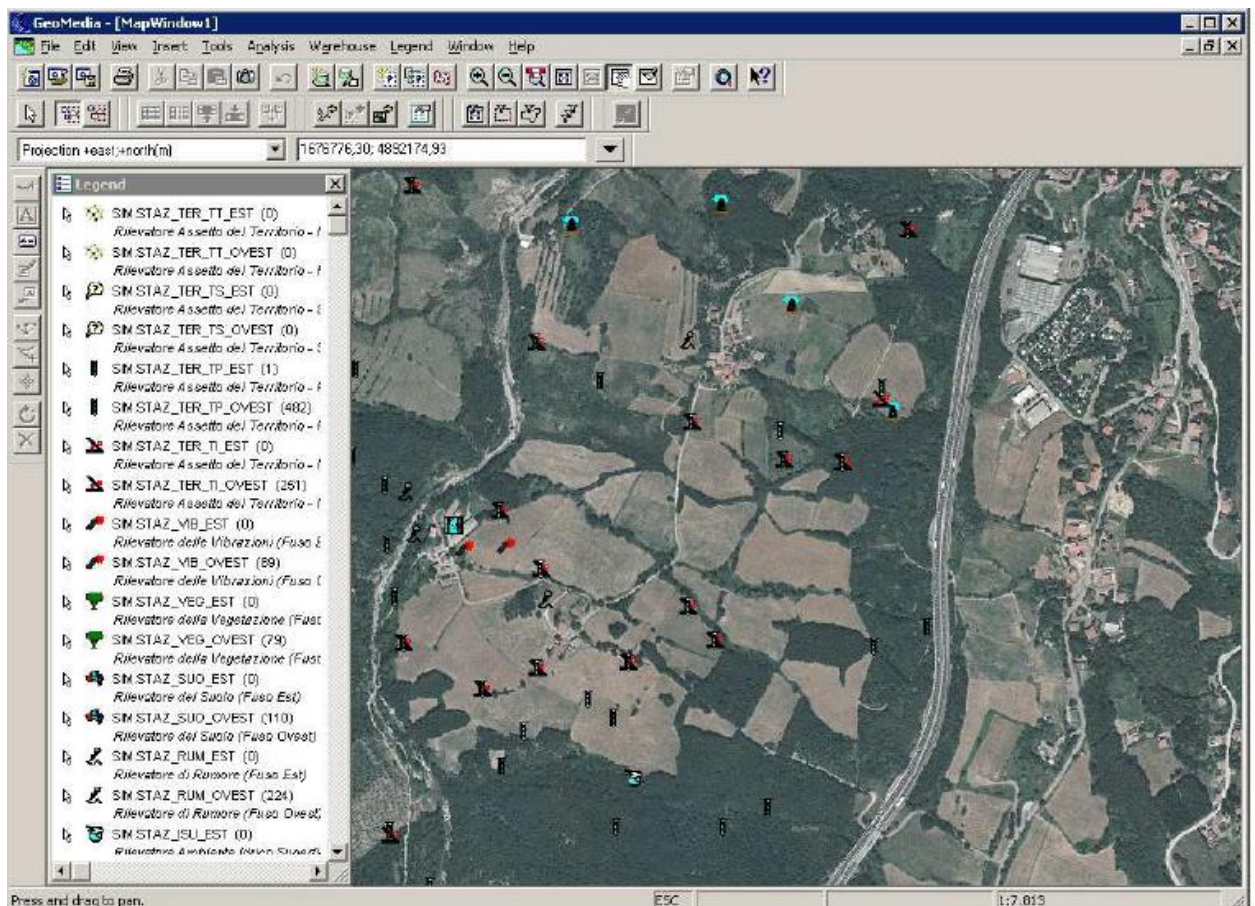 GeoMedia - [MapWindow1]
File Edit View Insert Tools Analysis Warehouse Legend Window Help
Projection +east;+north(m)
1676776,30; 4892174,93
Legend
SIM.STAZ_TER_TT_EST (0)
Rilevatore Assetto del Territorio -
SIM.STAZ_TER_TT_OVEST (0)
Rilevatore Assetto del Territorio -
SIM.STAZ_TER_TS_EST (0)
Rilevatore Assetto del Territorio -
SIM.STAZ_TER_TS_OVEST (0)
Rilevatore Assetto del Territorio -
SIM.STAZ_TER_TP_EST (1)
Rilevatore Assetto del Territorio -
SIM.STAZ_TER_TP_OVEST (482)
Rilevatore Assetto del Territorio -
SIM.STAZ_TER_TI_EST (0)
Rilevatore Assetto del Territorio -
SIM.STAZ_TER_TI_OVEST (261)
Rilevatore Assetto del Territorio -
SIM.STAZ_VIB_EST (0)
Rilevatore delle Vibrazioni (Fuso
SIM.STAZ_VIB_OVEST (89)
Rilevatore delle Vibrazioni (Fuso
SIM.STAZ_VEG_EST (0)
Rilevatore della Vegetazione (Fus
SIM.STAZ_VEG_OVEST (79)
Rilevatore della Vegetazione (Fus
SIM.STAZ_SUO_EST (0)
Rilevatore del Suolo (Fuso Est)
SIM.STAZ_SUO_OVEST (110)
Rilevatore del Suolo (Fuso Ovest)
SIM.STAZ_RUM_EST (0)
Rilevatore di Rumore (Fuso Est)
SIM.STAZ_RUM_OVEST (224)
Rilevatore di Rumore (Fuso Ovest)
SIM.STAZ_ISU_EST (0)
Rilevatore Ambiente Idrico Superfi
Press and drag to pan.
ESC
1:7.813